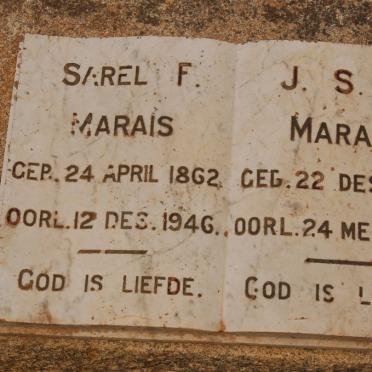 SAREL F.
MARAIS
GEB. 24 APRIL 1862
OORL. 12 DES. 1946.
GOD IS LIEFDE.
J. S.
MARA
GEB. 22 DES
OORL. 24 ME
GOD IS L